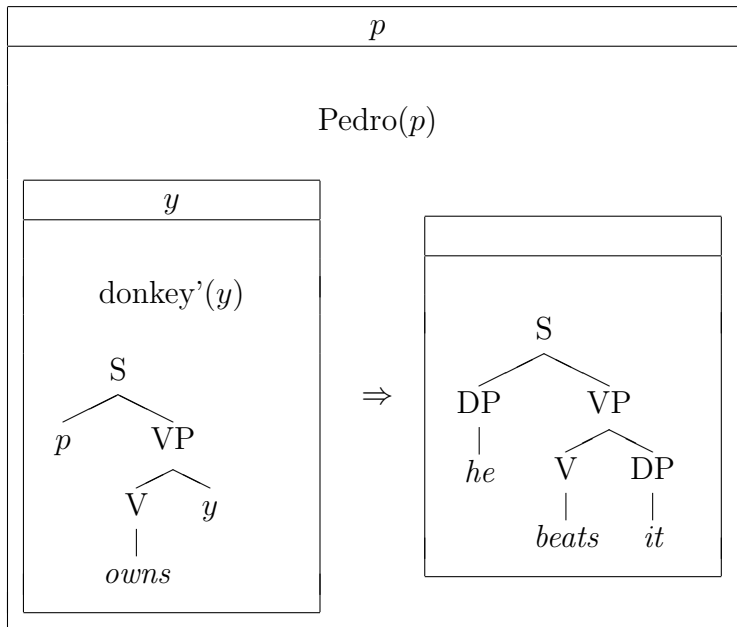 p
Pedro(p)
y
donkey’(y)
S
p VP
V y
owns
⇒
S
DP VP
he V DP
beats it